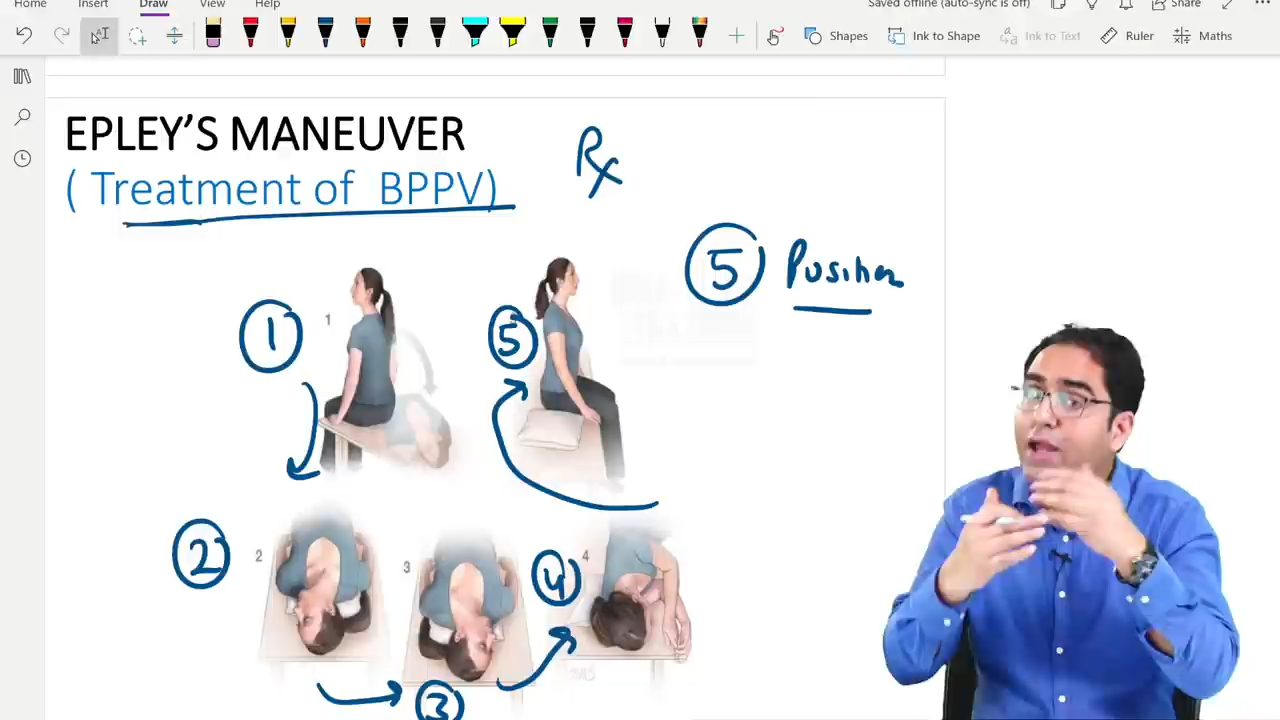 Home Insert Draw View Help Saved offline (auto-sync is off) Share
Shapes Ink to Shape Ink to Text Ruler Maths
EPLEY'S MANEUVER
( Treatment of BPPV)
Rx
5 Position
1 1
5
2 2
3
4 4
3